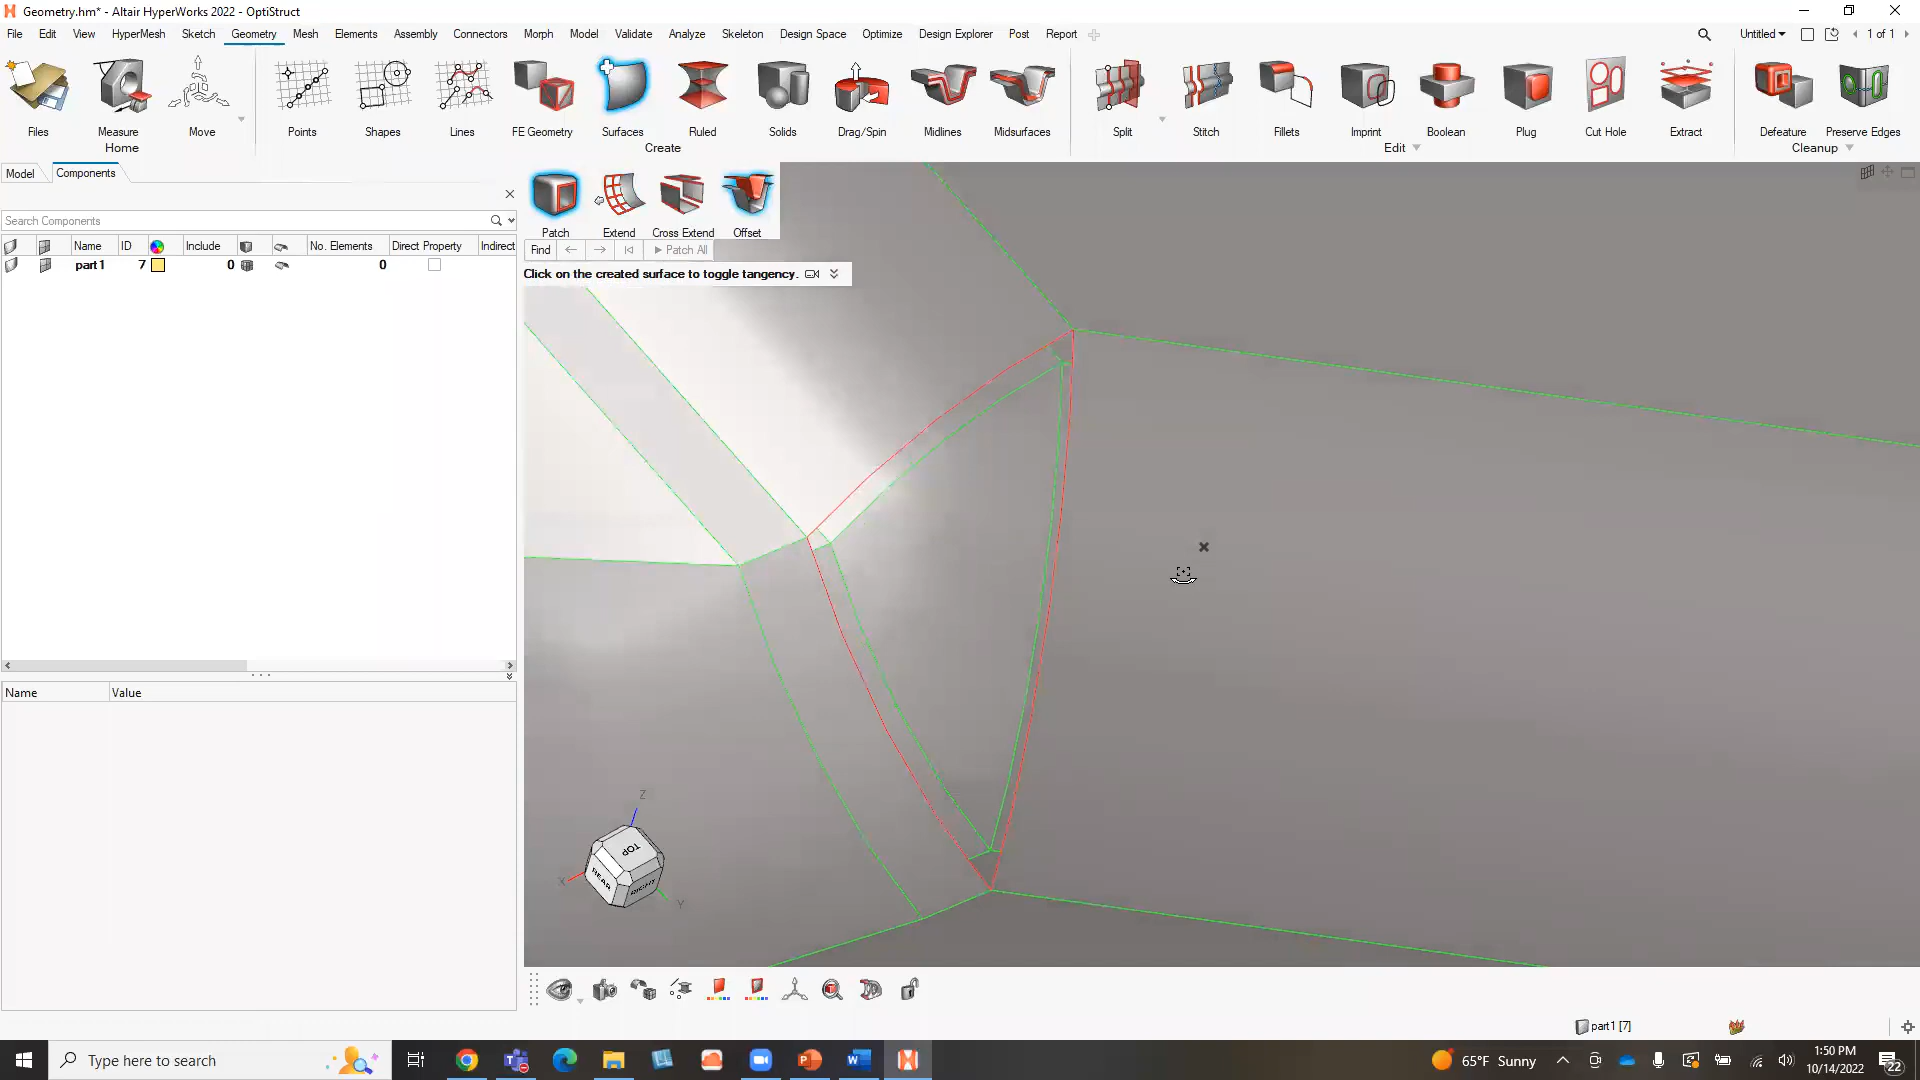 Geometry.hm* - Altair HyperWorks 2022 - OptiStruct
File Edit View HyperMesh Sketch Geometry Mesh Elements Assembly Connectors Morph Model Validate Analyze Skeleton Design Space Optimize Design Explorer Post Report Untitled 1 of 1
Files Measure Move Points Shapes Lines FE Geometry Surfaces Ruled Solids Drag/Spin Midlines Midsurfaces Split Stitch Fillets Imprint Boolean Plug Cut Hole Extract Defeature Preserve Edges
Home Create Edit Cleanup
Model Components
Search Components
Name ID Include No. Elements Direct Property Indirect
part1 7 0 0
Patch Extend Cross Extend Offset
Find Patch All
Click on the created surface to toggle tangency.
Name Value
Z
TOP
REAR RIGHT
X
Y
part1 [7]
Type here to search
65°F Sunny
1:50 PM
10/14/2022
22